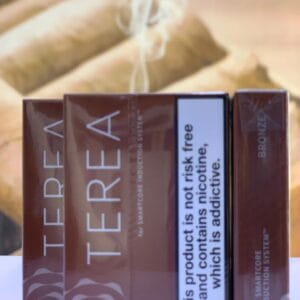 TEREA
TEREA
for SMARTCORE INDUCTION SYSTEM™
is product is not risk free
and contains nicotine,
which is addictive.
BRONZE
SMARTCORE
INDUCTION SYSTEM™